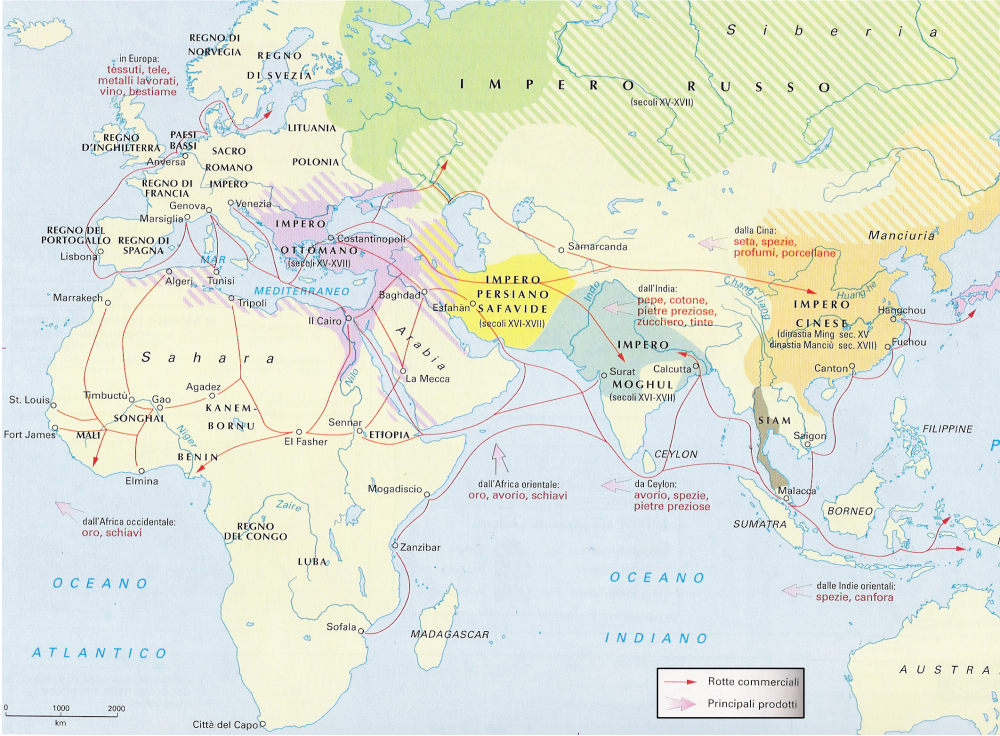 Siberia
REGNO DI
NORVEGIA
REGNO
DI SVEZIA
in Europa:
tessuti, tele,
metalli lavorati,
vino, bestiame
IMPERO RUSSO
(secoli XV-XVII)
LITUANIA
REGNO
D'INGHILTERRA
PAESI
BASSI
Anversa
SACRO
ROMANO
IMPERO
POLONIA
REGNO DI
FRANCIA
Genova
Venezia
Marsiglia
IMPERO
OTTOMANO
(secoli XV-XVII)
Costantinopoli
REGNO DEL
PORTOGALLO
REGNO DI
SPAGNA
Lisbona
MAR
MEDITERRANEO
Samarcanda
dalla Cina:
seta, spezie,
profumi, porcellane
Manciuria
Algeri
Tunisi
Tripoli
Marrakech
Il Cairo
Baghdad
Esfahan
IMPERO
PERSIANO
SAFAVIDE
(secoli XVI-XVII)
Indo
dall'India:
pepe, cotone,
pietre preziose,
zucchero, tinte
Chang Jiang
Huang he
IMPERO
CINESE
(dinastia Ming sec. XV
dinastia Manciù sec. XVII)
Hangchou
Fuchou
Canton
Sahara
Arabia
La Mecca
Nilo
IMPERO
MOGHUL
(secoli XVI-XVII)
Surat
Calcutta
Timbuctù
Gao
Agadez
St. Louis
Fort James
SONGHAI
MALI
KANEM-
BORNU
Niger
BENIN
Elmina
El Fasher
Sennar
ETIOPIA
SIAM
Saigon
FILIPPINE
P
CEYLON
Mogadiscio
dall'Africa orientale:
oro, avorio, schiavi
da Ceylon:
avorio, spezie,
pietre preziose
Malacca
BORNEO
SUMATRA
dall'Africa occidentale:
oro, schiavi
Zaire
REGNO
DEL CONGO
LUBA
Zanzibar
OCEANO
ATLANTICO
OCEANO
INDIANO
dalle Indie orientali:
spezie, canfora
Sofala
MADAGASCAR
AUSTRA
Rotte commerciali
Principali prodotti
0 1000 2000
km
Città del Capo